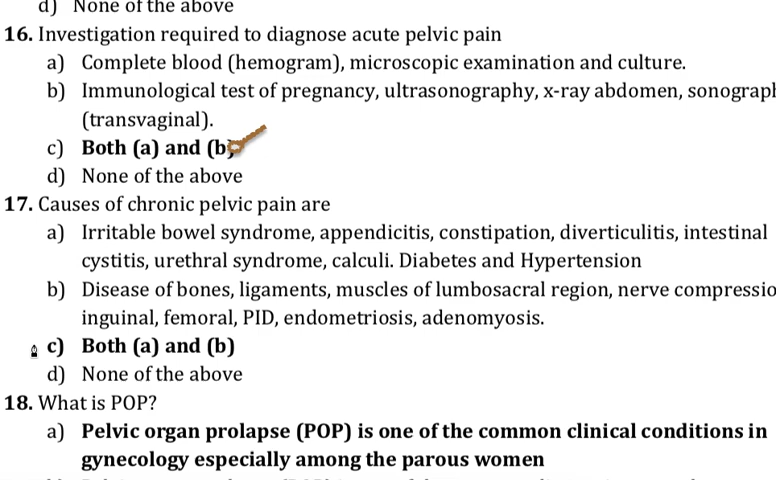 d) None of the above
16. Investigation required to diagnose acute pelvic pain
a) Complete blood (hemogram), microscopic examination and culture.
b) Immunological test of pregnancy, ultrasonography, x-ray abdomen,
(transvaginal).
c) Both (a) and (b)
d) None of the above
17. Causes of chronic pelvic pain are
a) Irritable bowel syndrome, appendicitis, constipation, diverticulitis, intestinal
cystitis, urethral syndrome, calculi. Diabetes and Hypertension
b) Disease of bones, ligaments, muscles of lumbosacral region, nerve
inguinal, femoral, PID, endometriosis, adenomyosis.
c) Both (a) and (b)
d) None of the above
18. What is POP?
a) Pelvic organ prolapse (POP) is one of the common clinical conditions in
gynecology especially among the parous women